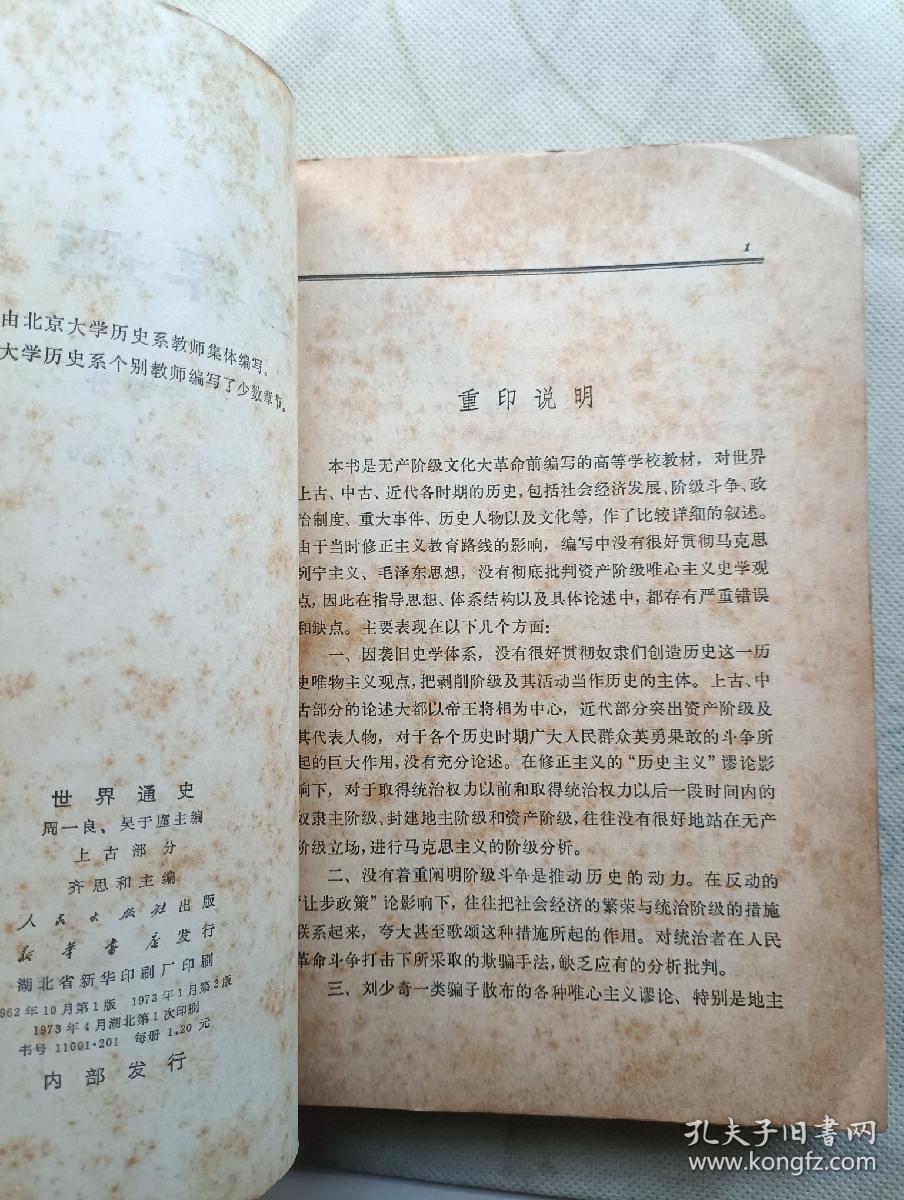 由北京大学历史系教师集体编写。
大学历史系个别教师编写了少数章节。
世界通史
周一良、吴于廑主编
上古部分
齐思和主编
人民出版社出版
新华书店发行
湖北省新华印刷厂印刷
962年10月第1版 1973年1月第2版
1973年4月湖北第1次印刷
书号 11001·201 每册 1.20 元
内部发行
1
重印说明
本书是无产阶级文化大革命前编写的高等学校教材，对世界
上古、中古、近代各时期的历史，包括社会经济发展、阶级斗争、政
治制度、重大事件、历史人物以及文化等，作了比较详细的叙述。
由于当时修正主义教育路线的影响，编写中没有很好贯彻马克思
列宁主义、毛泽东思想，没有彻底批判资产阶级唯心主义史学观
点，因此在指导思想、体系结构以及具体论述中，都存有严重错误
和缺点。主要表现在以下几个方面：
一、因袭旧史学体系，没有很好贯彻奴隶们创造历史这一历
史唯物主义观点，把剥削阶级及其活动当作历史的主体。上古、中
古部分的论述大都以帝王将相为中心，近代部分突出资产阶级及
其代表人物，对于各个历史时期广大人民群众英勇果敢的斗争所
起的巨大作用，没有充分论述。在修正主义的“历史主义”谬论影
响下，对于取得统治权力以前和取得统治权力以后一段时间内的
奴隶主阶级、封建地主阶级和资产阶级，往往没有很好地站在无产
阶级立场，进行马克思主义的阶级分析。
二、没有着重阐明阶级斗争是推动历史的动力。在反动的
“让步政策”论影响下，往往把社会经济的繁荣与统治阶级的措施
联系起来，夸大甚至歌颂这种措施所起的作用。对统治者在人民
革命斗争打击下所采取的欺骗手法，缺乏应有的分析批判。
三、刘少奇一类骗子散布的各种唯心主义谬论、特别是地主
孔夫子旧书网
www.kongfz.com